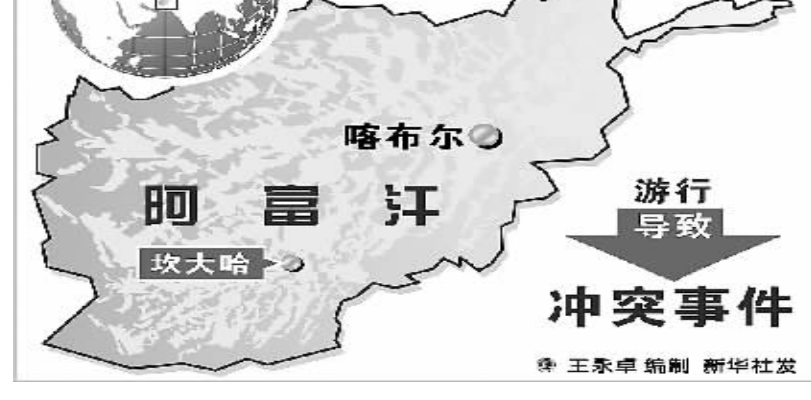 喀布尔
阿富汗
坎大哈
游行
导致
冲突事件
王永卓 编制 新华社发